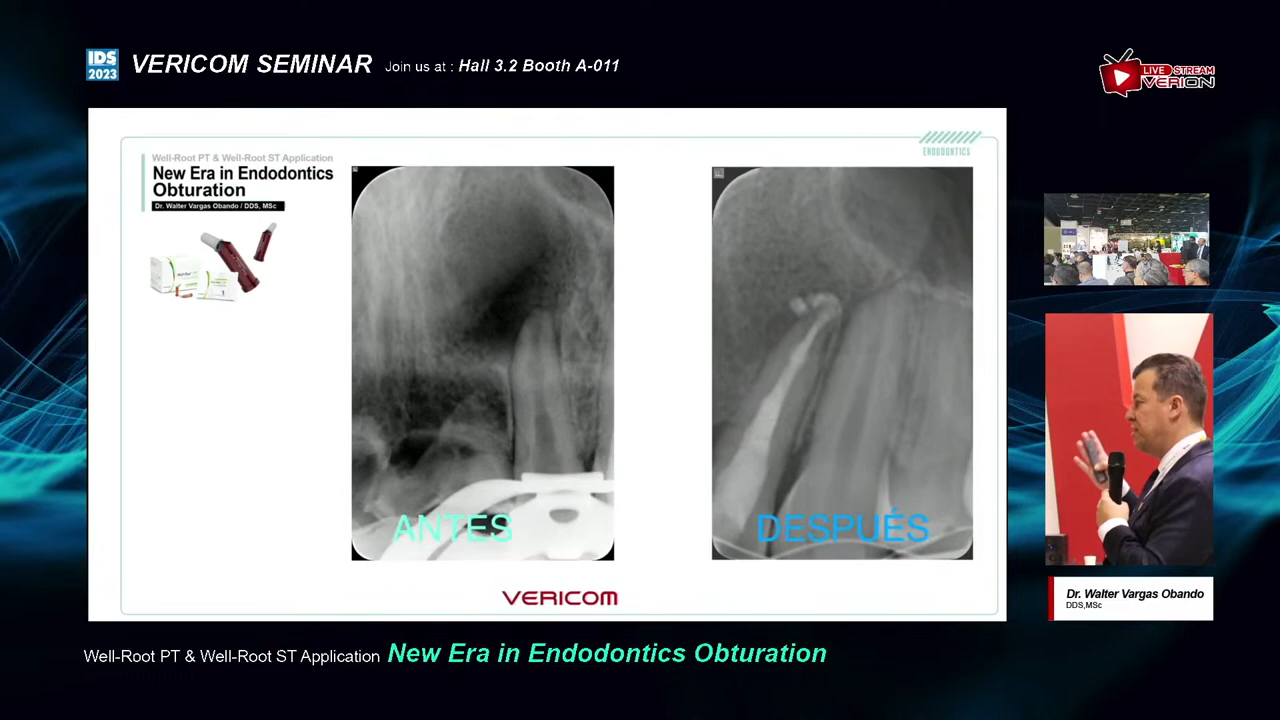 IDS
2023
VERICOM SEMINAR Join us at : Hall 3.2 Booth A-011
LIVE STREAM
VERION
Well-Root PT & Well-Root ST Application
New Era in Endodontics
Obturation
Dr. Walter Vargas Obando / DDS, MSc
ENDODONTICS
ANTES
DESPUÉS
VERICOM
Dr. Walter Vargas Obando
DDS,MSc
Well-Root PT & Well-Root ST Application New Era in Endodontics Obturation